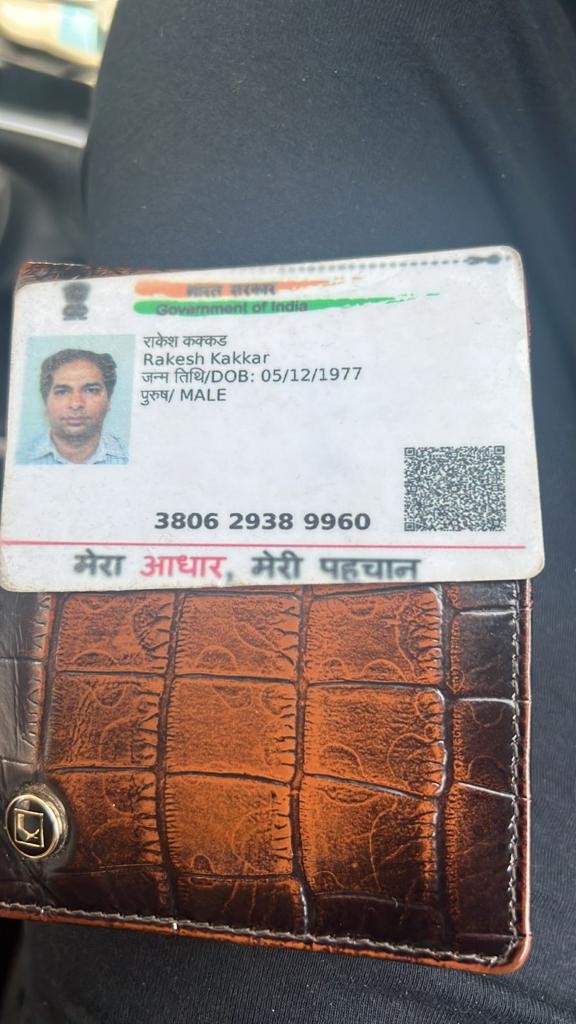 भारत सरकार
Government of India
राकेश कक्कड
Rakesh Kakkar
जन्म तिथि/DOB: 05/12/1977
पुरुष/ MALE
3806 2938 9960
मेरा आधार, मेरी पहचान